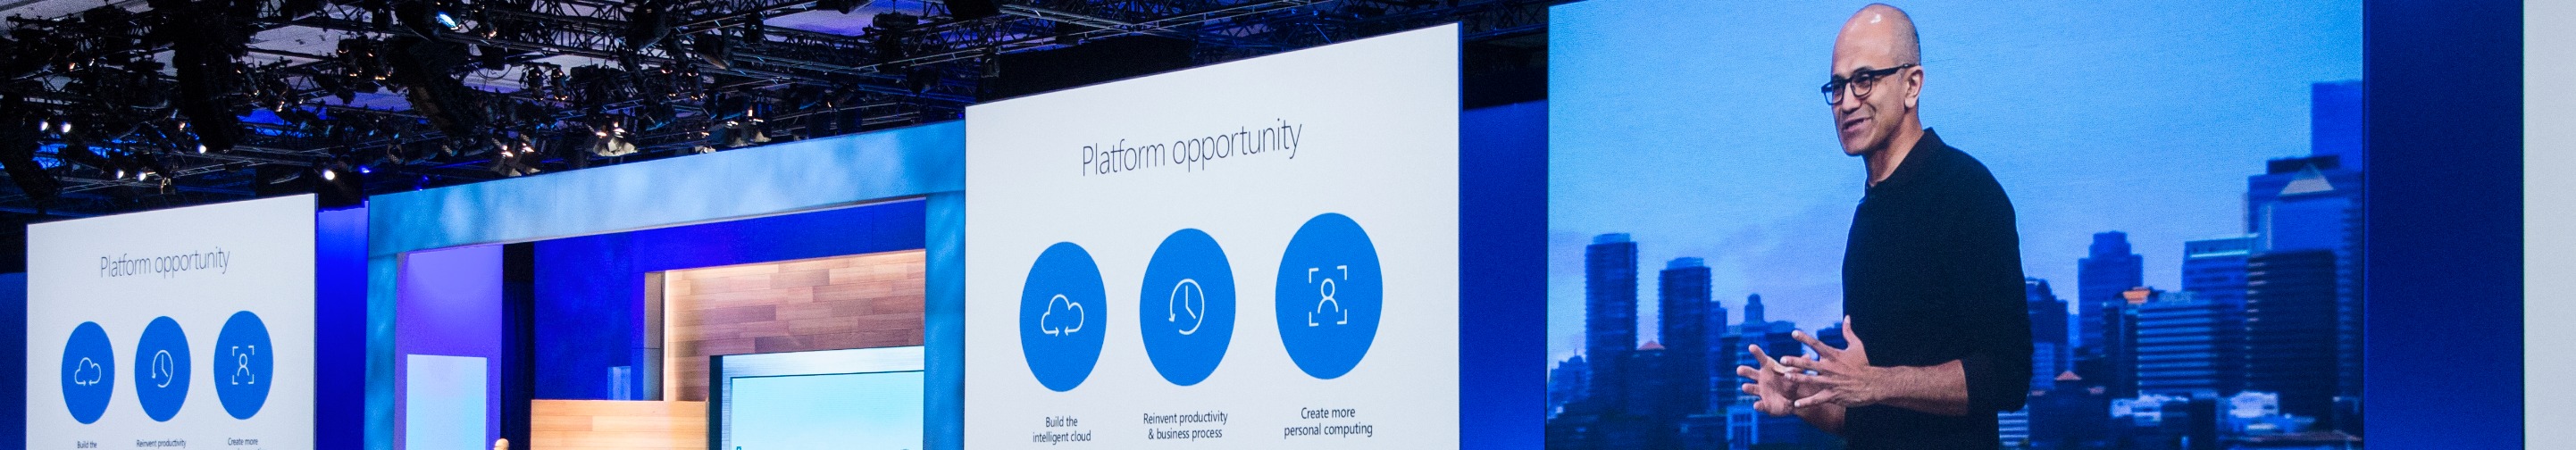 Platform opportunity
Build the
Reinvent productivity
Create more
Platform opportunity
Build the
intelligent cloud
Reinvent productivity
& business process
Create more
personal computing